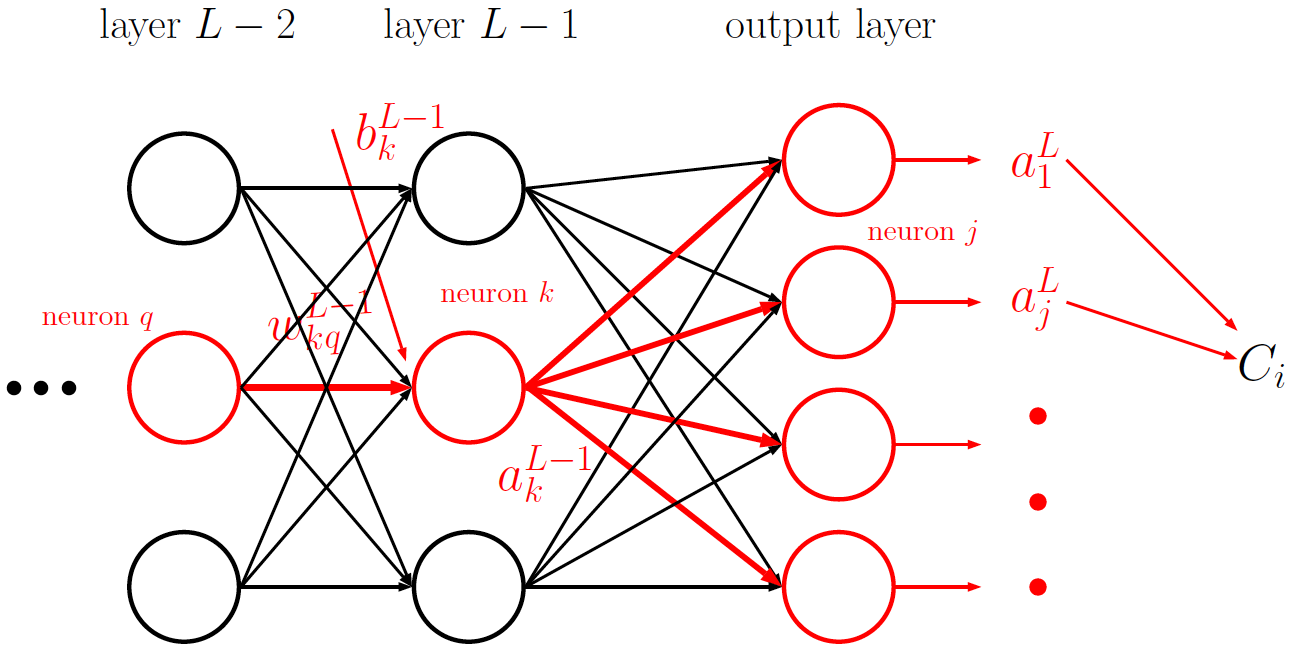 layer L − 2
layer L − 1
output layer
b_k^{L−1}
a_1^L
neuron j
neuron k
a_j^L
neuron q
w_{kq}^{L−1}
C_i
a_k^{L−1}